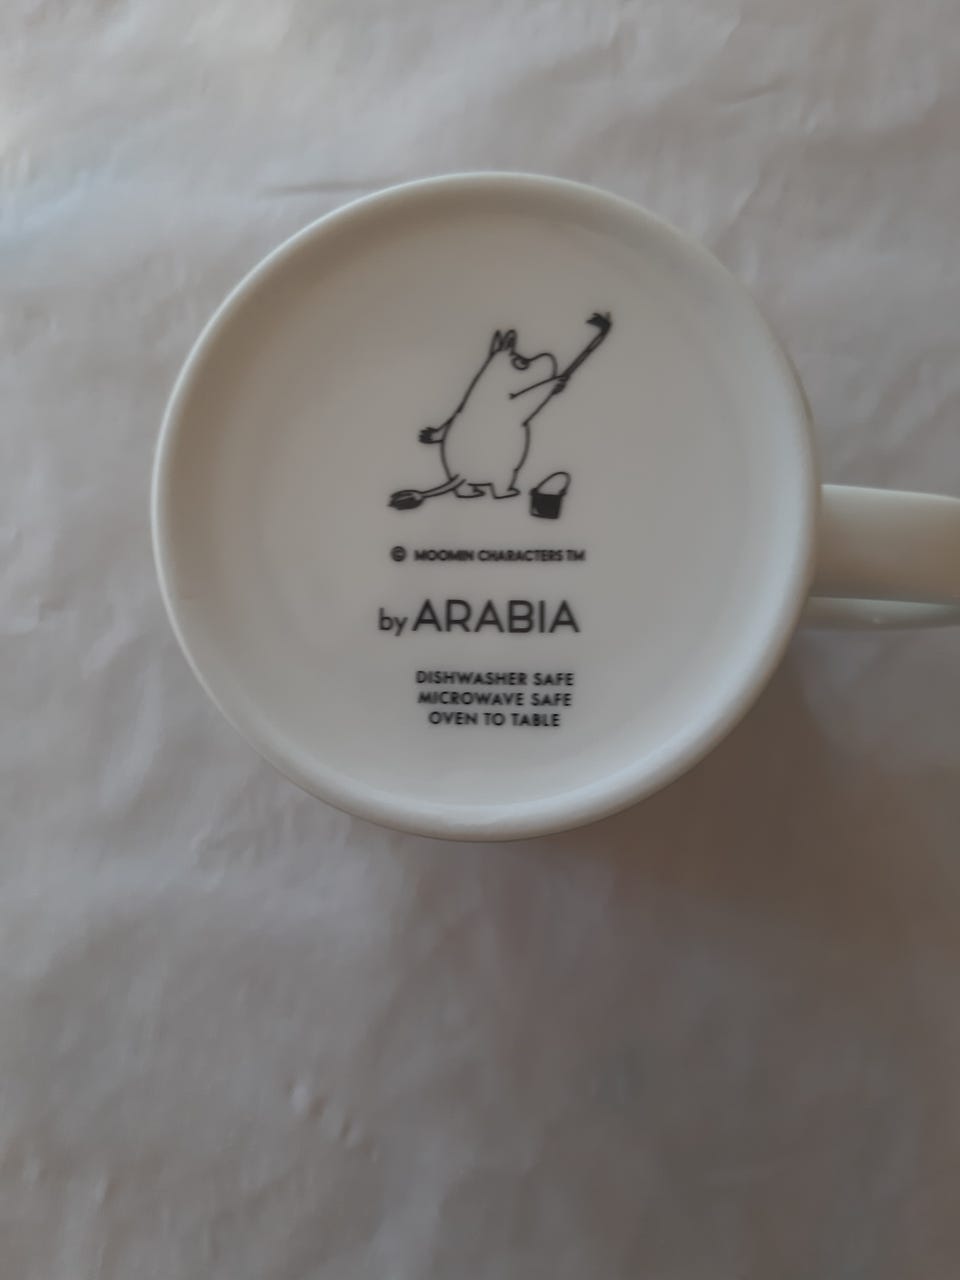 © MOOMIN CHARACTERS TM
by ARABIA
DISHWASHER SAFE
MICROWAVE SAFE
OVEN TO TABLE